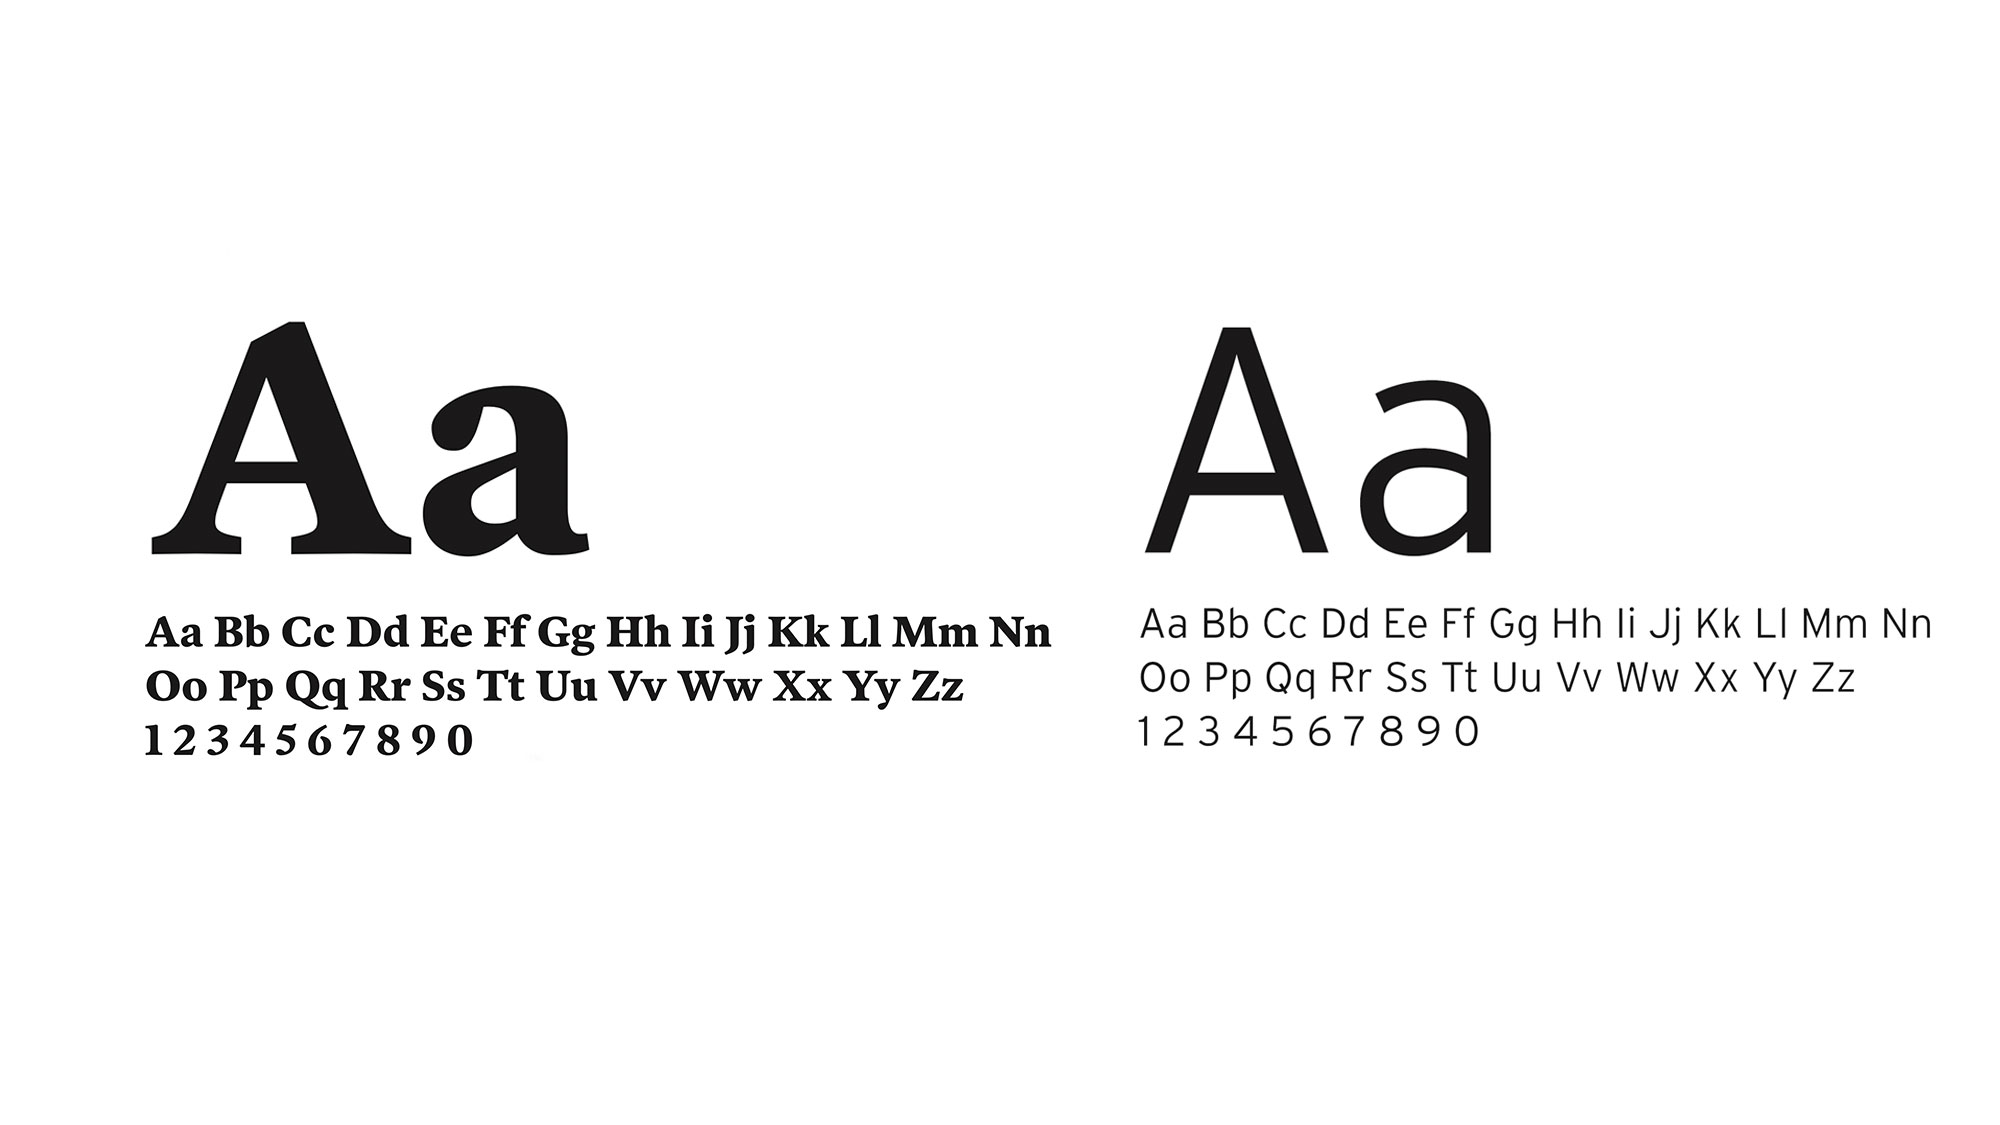 Aa
Aa Bb Cc Dd Ee Ff Gg Hh Ii Jj Kk Ll Mm Nn
Oo Pp Qq Rr Ss Tt Uu Vv Ww Xx Yy Zz
1 2 3 4 5 6 7 8 9 0
Aa
Aa Bb Cc Dd Ee Ff Gg Hh Ii Jj Kk Ll Mm Nn
Oo Pp Qq Rr Ss Tt Uu Vv Ww Xx Yy Zz
1 2 3 4 5 6 7 8 9 0